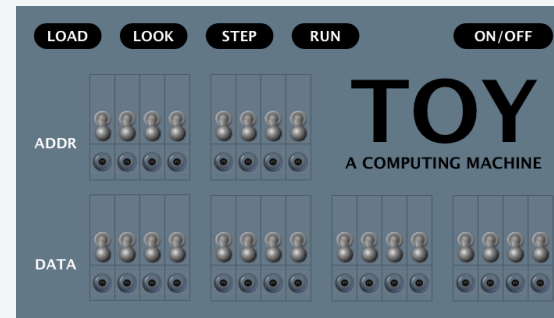 LOAD LOOK STEP RUN ON/OFF
TOY
ADDR
A COMPUTING MACHINE
DATA